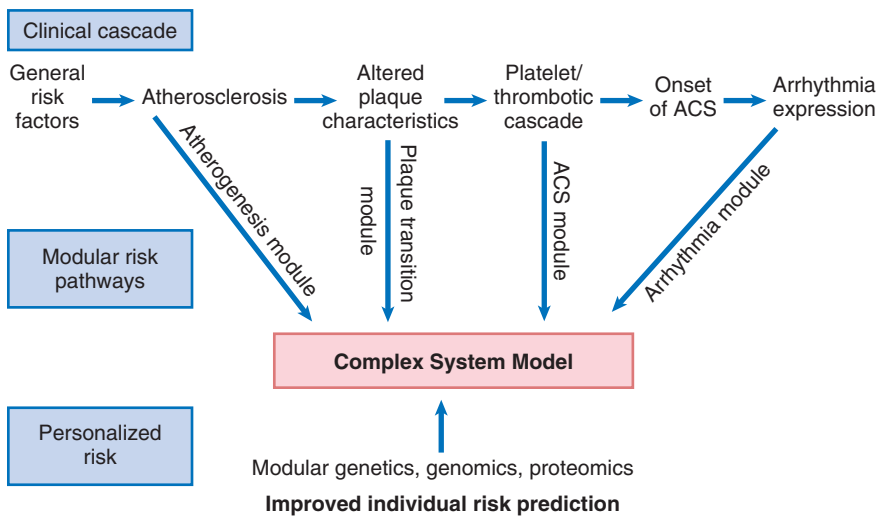 Clinical cascade
General
risk
factors
Atherosclerosis
Altered
plaque
characteristics
Platelet/
thrombotic
cascade
Onset
of ACS
Arrhythmia
expression
Atherogenesis module
Plaque transition
module
ACS module
Arrhythmia module
Modular risk
pathways
Complex System Model
Personalized
risk
Modular genetics, genomics, proteomics
Improved individual risk prediction